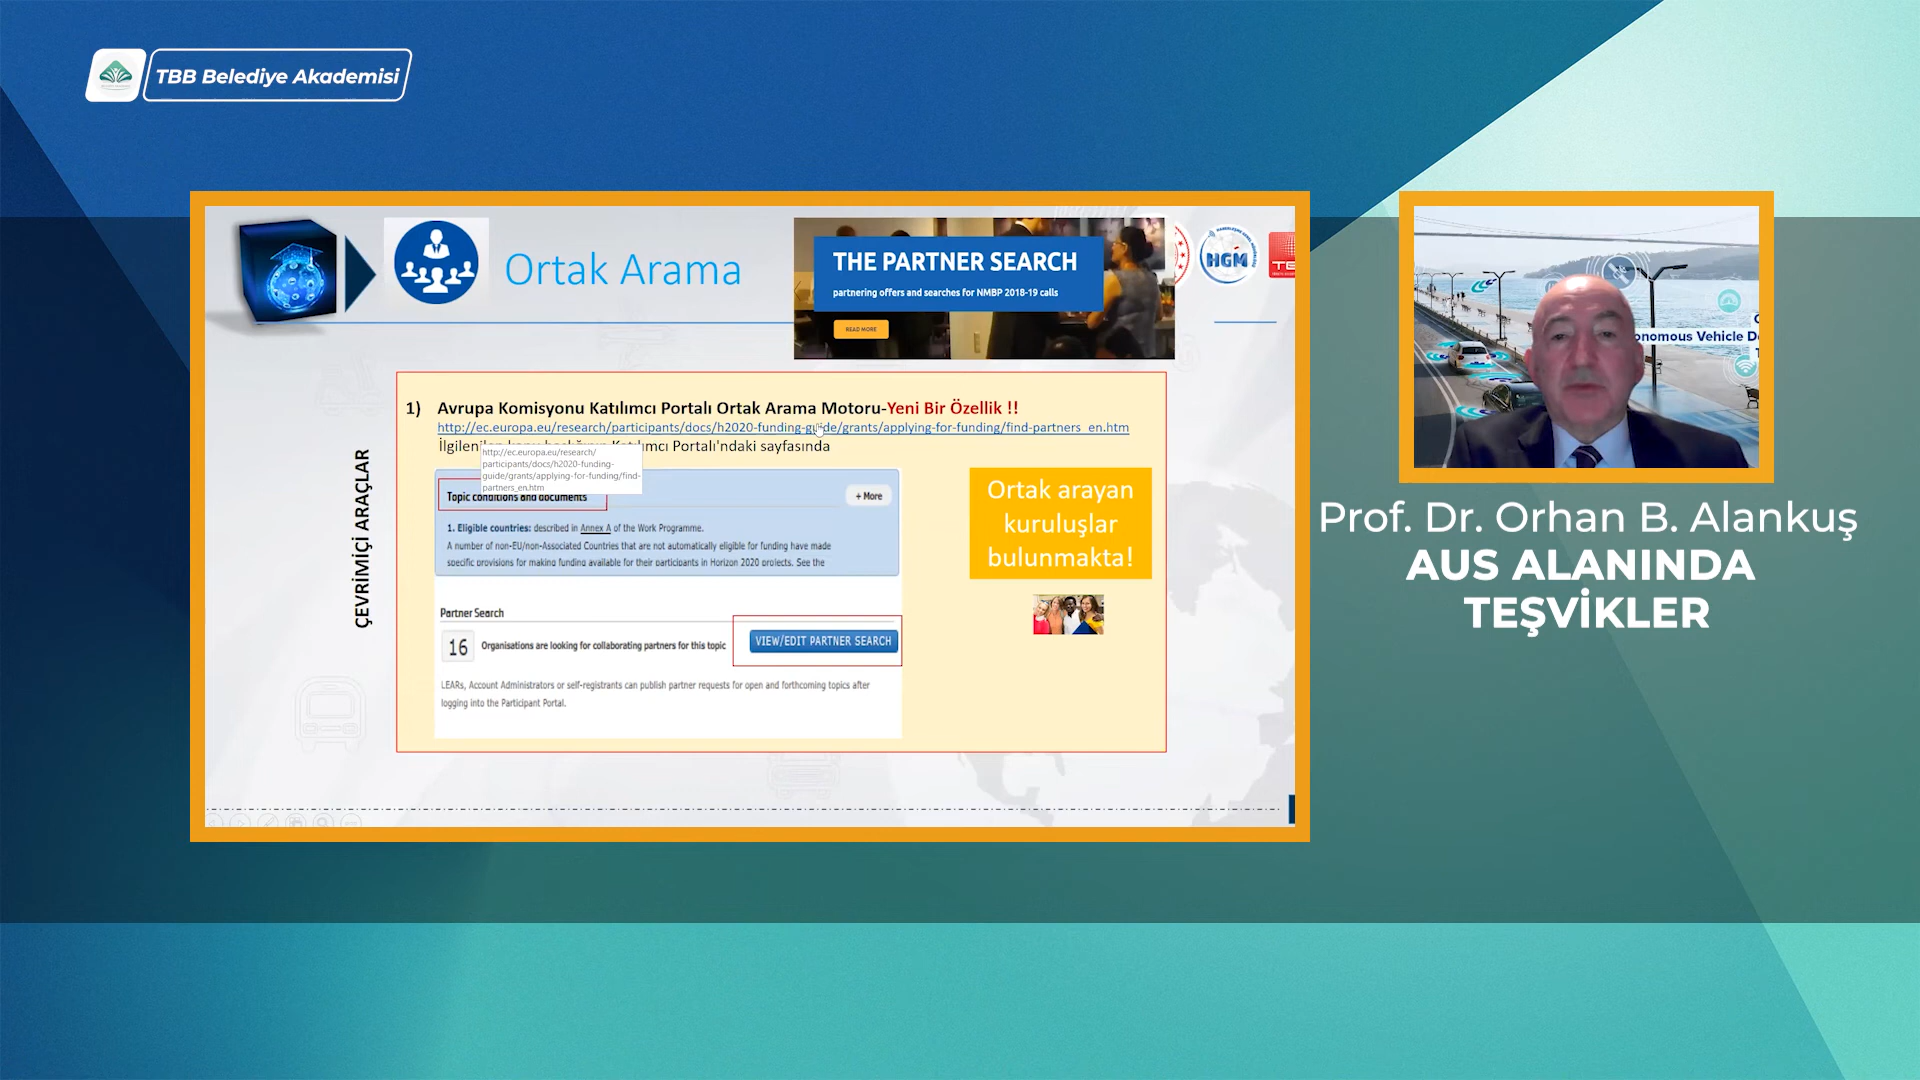 TBB Belediye Akademisi
Ortak Arama
THE PARTNER SEARCH
partnering offers and searches for NMBP 2018-19 calls
READ MORE
HGM
1) Avrupa Komisyonu Katılımcı Portalı Ortak Arama Motoru-Yeni Bir Özellik !!
http://ec.europa.eu/research/participants/docs/h2020-funding-guide/grants/applying-for-funding/find-partners_en.htm
Portalı'ndaki sayfasında
http://ec.europa.eu/research/
participants/docs/h2020-funding-
guide/grants/applying-for-funding/find-
partners_en.htm
ÇEVRİMİÇİ ARAÇLAR
Topic conditions and documents
+ More
1. Eligible countries: described in Annex A of the Work Programme.
A number of non-EU/non-Associated Countries that are not automatically eligible for funding have made
specific provisions for making funding available for their participants in Horizon 2020 projects. See the
Partner Search
16 Organisations are looking for collaborating partners for this topic
VIEW/EDIT PARTNER SEARCH
LEARs, Account Administrators or self-registrants can publish partner requests for open and forthcoming topics after
logging into the Participant Portal.
Ortak arayan
kuruluşlar
bulunmakta!
onomous Vehicle D
Prof. Dr. Orhan B. Alankuş
AUS ALANINDA
TEŞVİKLER